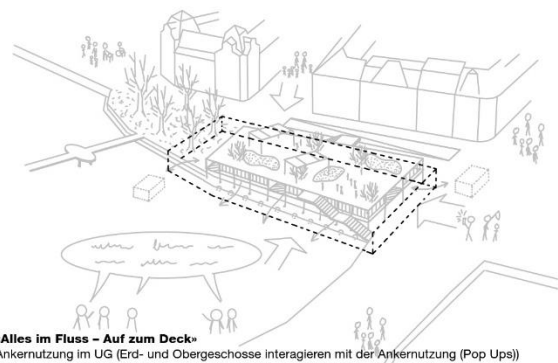 «Alles im Fluss – Auf zum Deck»
Ankernutzung im UG (Erd- und Obergeschosse interagieren mit der Ankernutzung (Pop Ups))